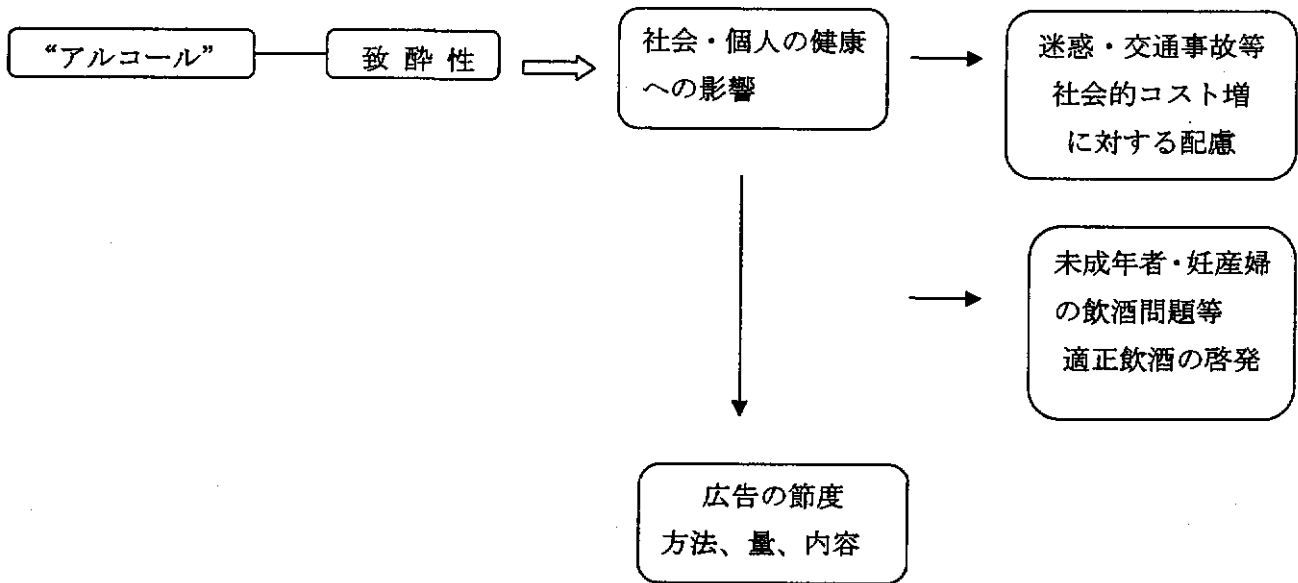 “アルコール”
致酔性
社会・個人の健康
への影響
迷惑・交通事故等
社会的コスト増
に対する配慮
未成年者・妊産婦
の飲酒問題等
適正飲酒の啓発
広告の節度
方法、量、内容